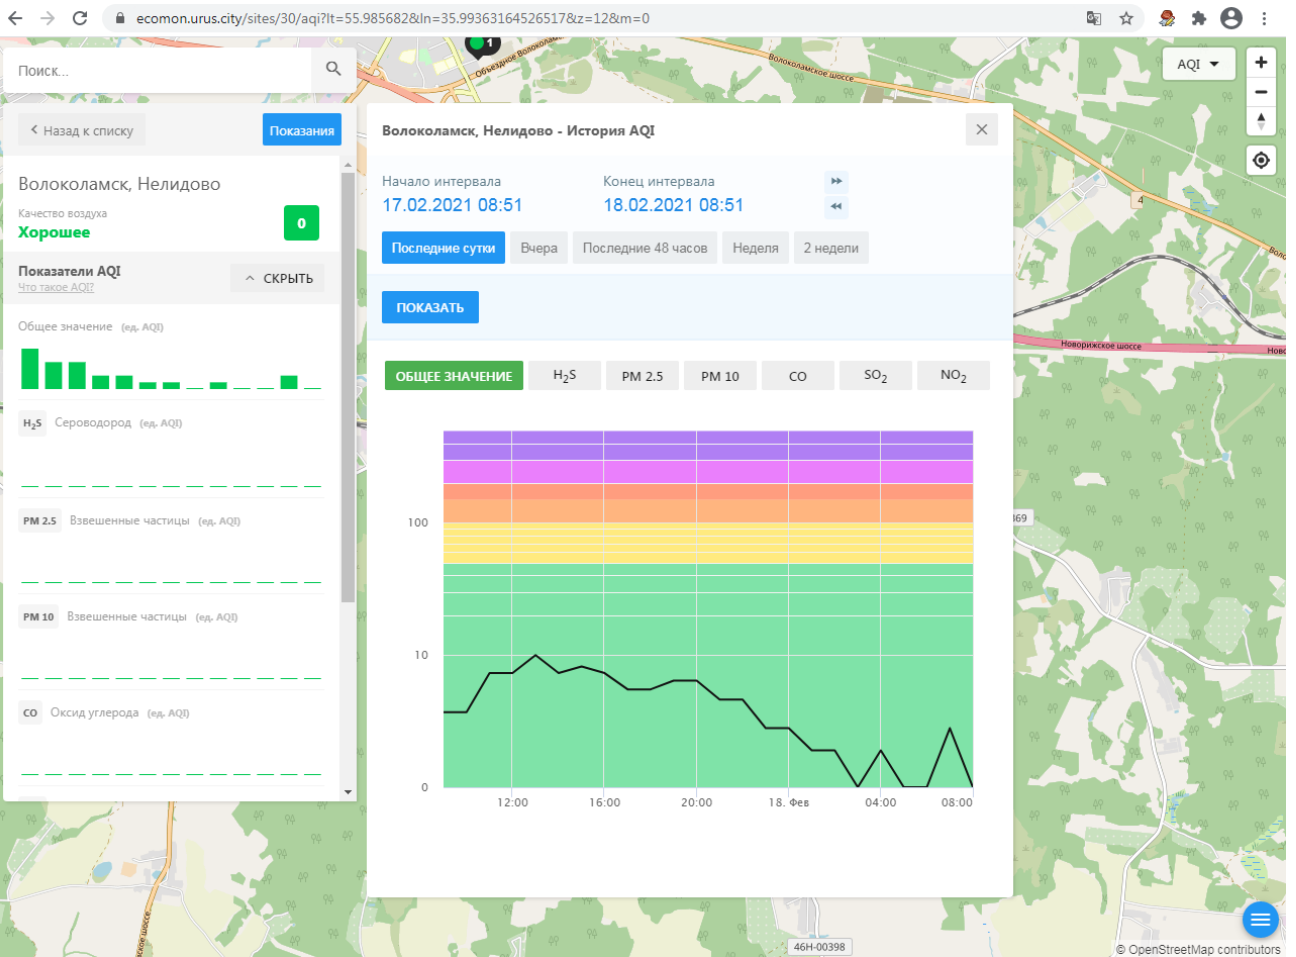 ecomon.urus.city/sites/30/aqi?lt=55.985682&ln=35.99363164526517&z=12&m=0
1
Объездное Волоколамское
Волоколамское шоссе
AQI
Поиск...
Назад к списку
Показания
Волоколамск, Нелидово - История AQI
Волоколамск, Нелидово
Качество воздуха
Хорошее
0
Начало интервала
Конец интервала
17.02.2021 08:51
18.02.2021 08:51
4
Последние сутки
Вчера
Последние 48 часов
Неделя
2 недели
Показатели AQI
Что такое AQI?
СКРЫТЬ
ПОКАЗАТЬ
Общее значение (ед. AQI)
Новорижское шоссе
Ново
ОБЩЕЕ ЗНАЧЕНИЕ
H2S
PM 2.5
PM 10
CO
SO2
NO2
H2S Сероводород (ед. AQI)
PM 2.5 Взвешенные частицы (ед. AQI)
PM 10 Взвешенные частицы (ед. AQI)
CO Оксид углерода (ед. AQI)
100
10
0
12:00
16:00
20:00
18. Фев
04:00
08:00
46Н-00398
© OpenStreetMap contributors